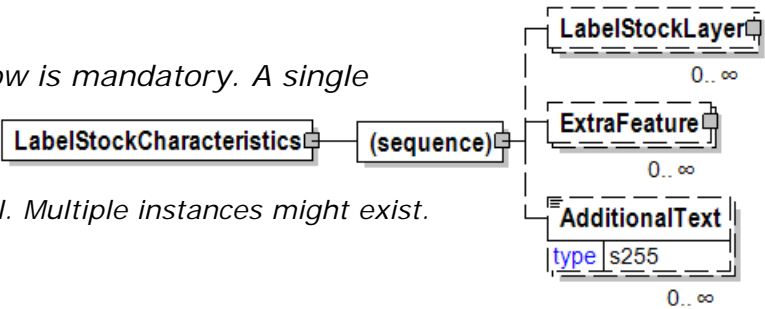 LabelStockLayer
0.. ∞
ow is mandatory. A single
ExtraFeature
LabelStockCharacteristics
(sequence)
0.. ∞
l. Multiple instances might exist.
AdditionalText
type s255
0.. ∞